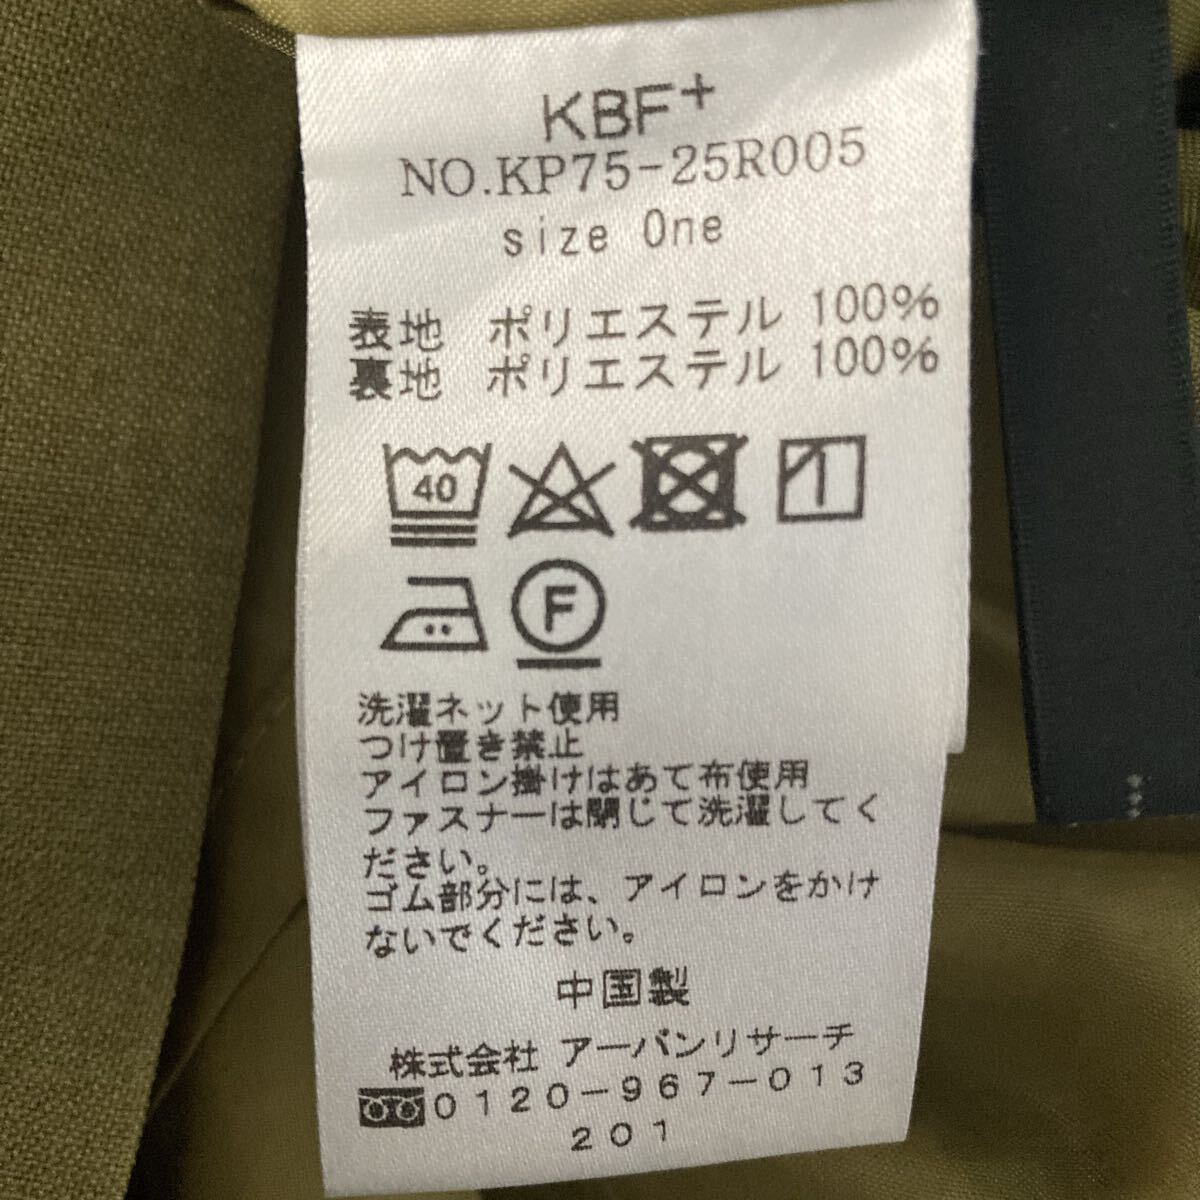 KBF+
NO.KP75-25R005
size One
表地 ポリエステル 100%
裏地 ポリエステル 100%
40
F
洗濯ネット使用
つけ置き禁止
アイロン掛けはあて布使用
ファスナーは閉じて洗濯してく
ださい。
ゴム部分には、アイロンをかけ
ないでください。
中国製
株式会社 アーバンリサーチ
0120-967-013
201